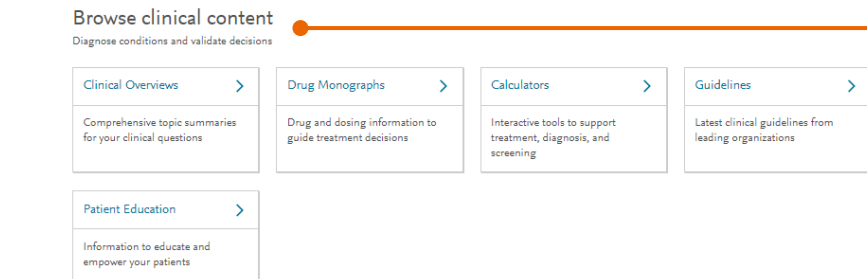 Browse clinical content
Diagnose conditions and validate decisions
Clinical Overviews
Comprehensive topic summaries
for your clinical questions
Drug Monographs
Drug and dosing information to
guide treatment decisions
Calculators
Interactive tools to support
treatment, diagnosis, and
screening
Guidelines
Latest clinical guidelines from
leading organizations
Patient Education
Information to educate and
empower your patients